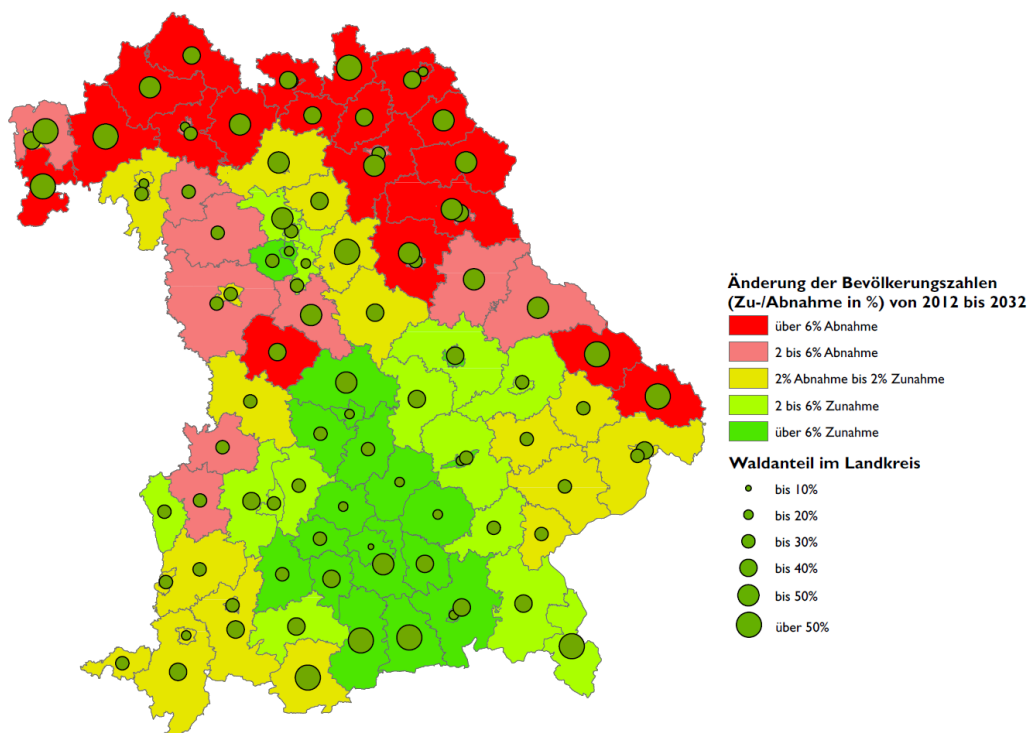 Änderung der Bevölkerungszahlen
(Zu-/Abnahme in %) von 2012 bis 2032
über 6% Abnahme
2 bis 6% Abnahme
2% Abnahme bis 2% Zunahme
2 bis 6% Zunahme
über 6% Zunahme
Waldanteil im Landkreis
bis 10%
bis 20%
bis 30%
bis 40%
bis 50%
über 50%